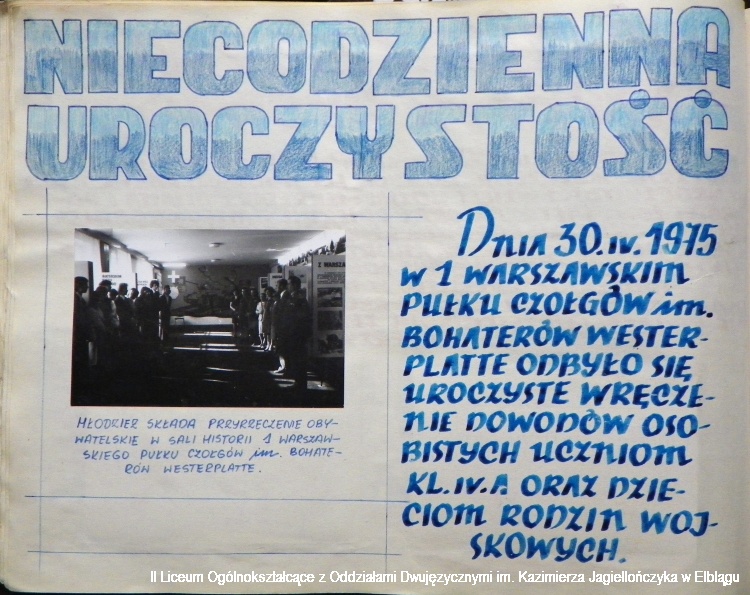 NIECODZIENNA
UROCZYSTOŚĆ
Z WARSZA
MŁODZIEŻ SKŁADA PRZYRZECZENIE OBY-
WATELSKIE W SALI HISTORII 1 WARSZAW-
SKIEGO PUŁKU CZOŁGÓW im. BOHATE-
RÓW WESTERPLATTE.
DNIA 30.IV.1975
W 1 WARSZAWSKIM
PUŁKU CZOŁGÓW im.
BOHATERÓW WESTER-
PLATTE ODBYŁO SIĘ
UROCZYSTE WRĘCZE-
NIE DOWODÓW OSO-
BISTYCH UCZNIOM
KL. IV.A ORAZ DZIE-
CIOM RODZIN WOJ-
SKOWYCH.
II Liceum Ogólnokształcące z Oddziałami Dwujęzycznymi im. Kazimierza Jagiellończyka w Elblągu